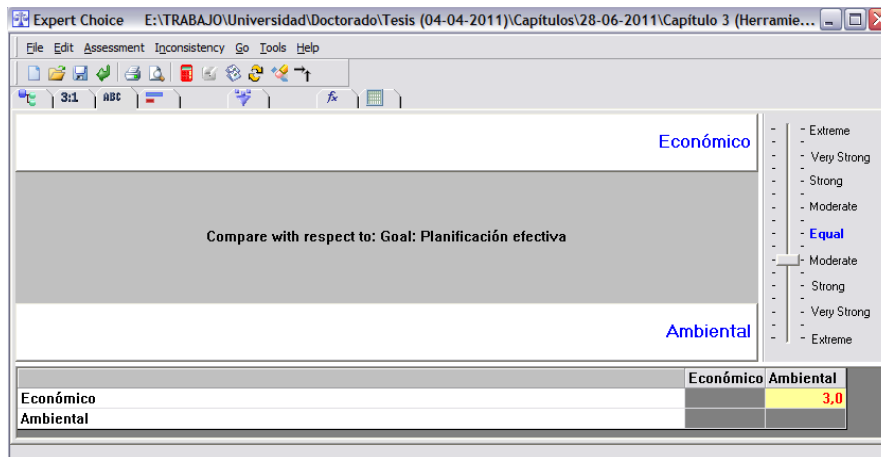 Expert Choice E:\TRABAJO\Universidad\Doctorado\Tesis (04-04-2011)\Capítulos\28-06-2011\Capítulo 3 (Herramie...
File Edit Assessment Inconsistency Go Tools Help
3:1 ABC fx
Económico
Compare with respect to: Goal: Planificación efectiva
Ambiental
Extreme
Very Strong
Strong
Moderate
Equal
Moderate
Strong
Very Strong
Extreme
Económico Ambiental
Económico 3,0
Ambiental